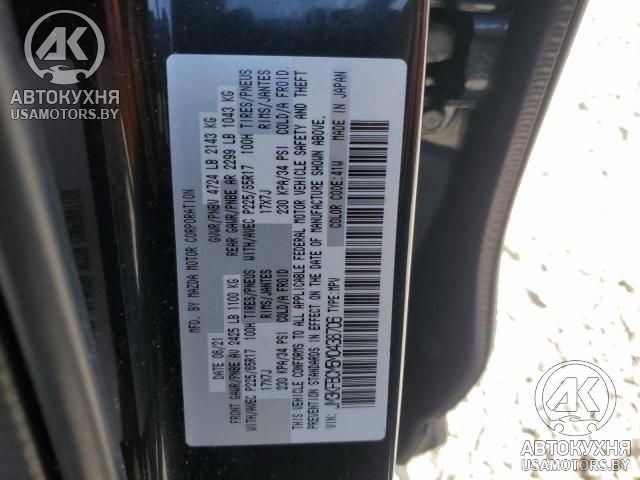 АК
АВТОКУХНЯ
USAMOTORS.BY
MFD. BY MAZDA MOTOR CORPORATION
DATE 06/21 GVWR/PNBV 4724 LB 2143 KG
FRONT GAWR/PNBE AV 2425 LB 1100 KG REAR GAWR/PNBE AR 2299 LB 1043 KG
WITH/AVEC P225/65R17 100H TIRES/PNEUS WITH/AVEC P225/65R17 100H TIRES/PNEUS
17X7J RIMS/JANTES 17X7J RIMS/JANTES
230 KPA/34 PSI COLD/A FROID 230 KPA/34 PSI COLD/A FROID
THIS VEHICLE CONFORMS TO ALL APPLICABLE FEDERAL MOTOR VEHICLE SAFETY AND THEFT
PREVENTION STANDARDS IN EFFECT ON THE DATE OF MANUFACTURE SHOWN ABOVE.
VIN: JM3KFBCM5N0438706 TYPE:MPV COLOR CODE:41W MADE IN JAPAN
АК
АВТОКУХНЯ
USAMOTORS.BY